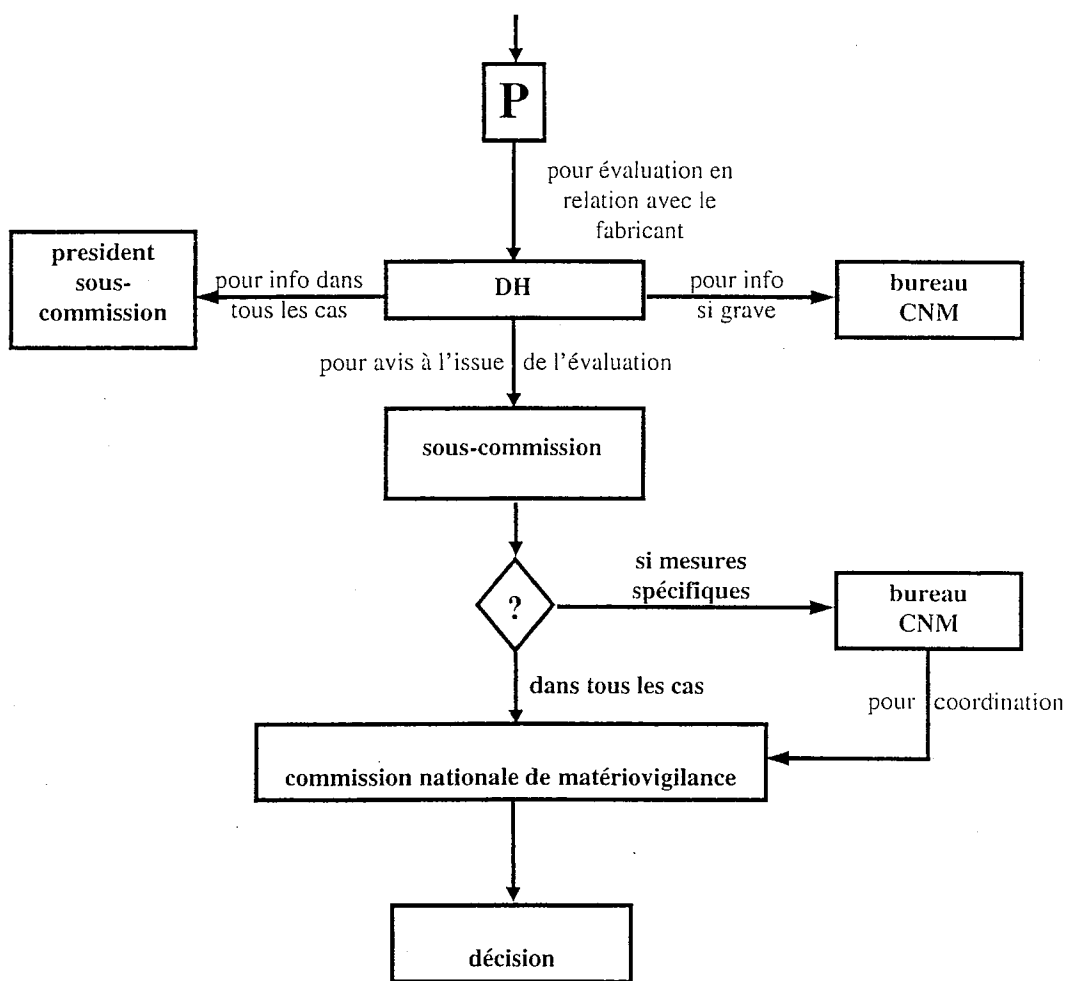 P
pour évaluation en
relation avec le
fabricant
president
sous-
commission
pour info dans
tous les cas
DH
pour info
si grave
bureau
CNM
pour avis à l'issue de l'évaluation
sous-commission
si mesures
spécifiques
?
bureau
CNM
dans tous les cas
pour coordination
commission nationale de matériovigilance
décision